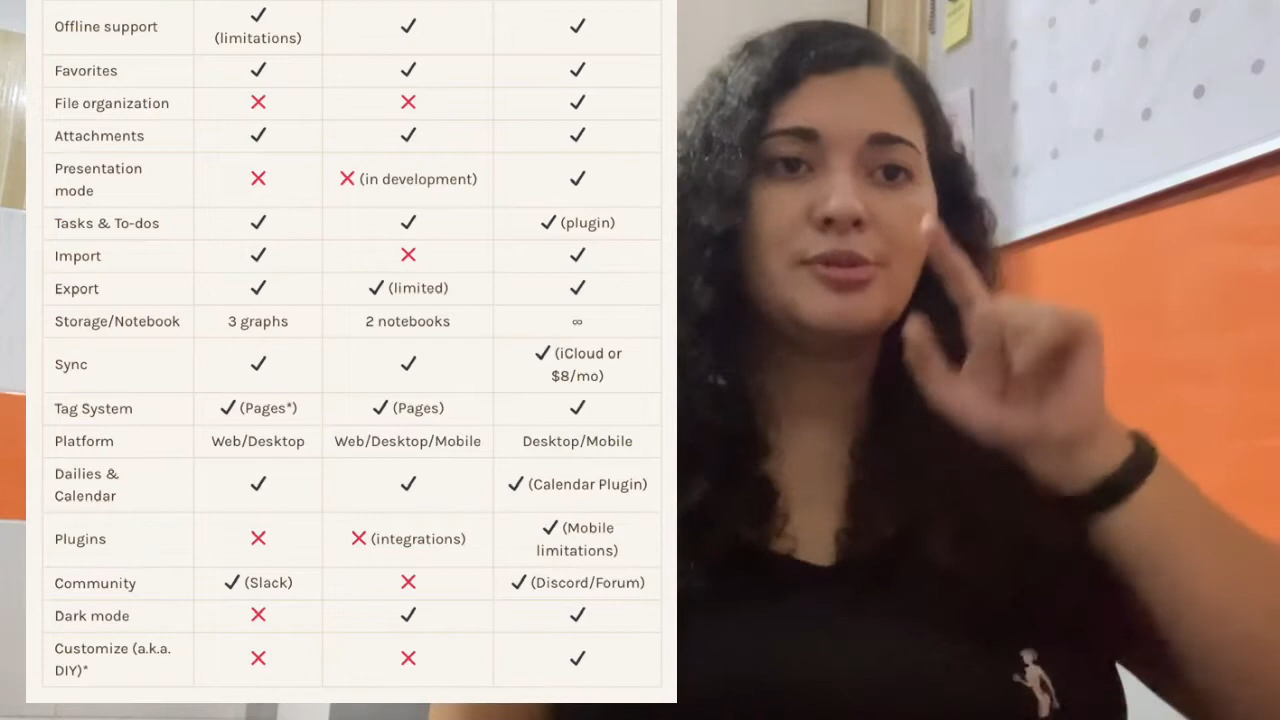 Offline support ✓ (limitations) ✓ ✓
Favorites ✓ ✓ ✓
File organization ✕ ✕ ✓
Attachments ✓ ✓ ✓
Presentation mode ✕ ✕ (in development) ✓
Tasks & To-dos ✓ ✓ ✓ (plugin)
Import ✓ ✕ ✓
Export ✓ ✓ (limited) ✓
Storage/Notebook 3 graphs 2 notebooks ∞
Sync ✓ ✓ ✓ (iCloud or $8/mo)
Tag System ✓ (Pages*) ✓ (Pages) ✓
Platform Web/Desktop Web/Desktop/Mobile Desktop/Mobile
Dailies & Calendar ✓ ✓ ✓ (Calendar Plugin)
Plugins ✕ ✕ (integrations) ✓ (Mobile limitations)
Community ✓ (Slack) ✕ ✓ (Discord/Forum)
Dark mode ✕ ✓ ✓
Customize (a.k.a. DIY)* ✕ ✕ ✓